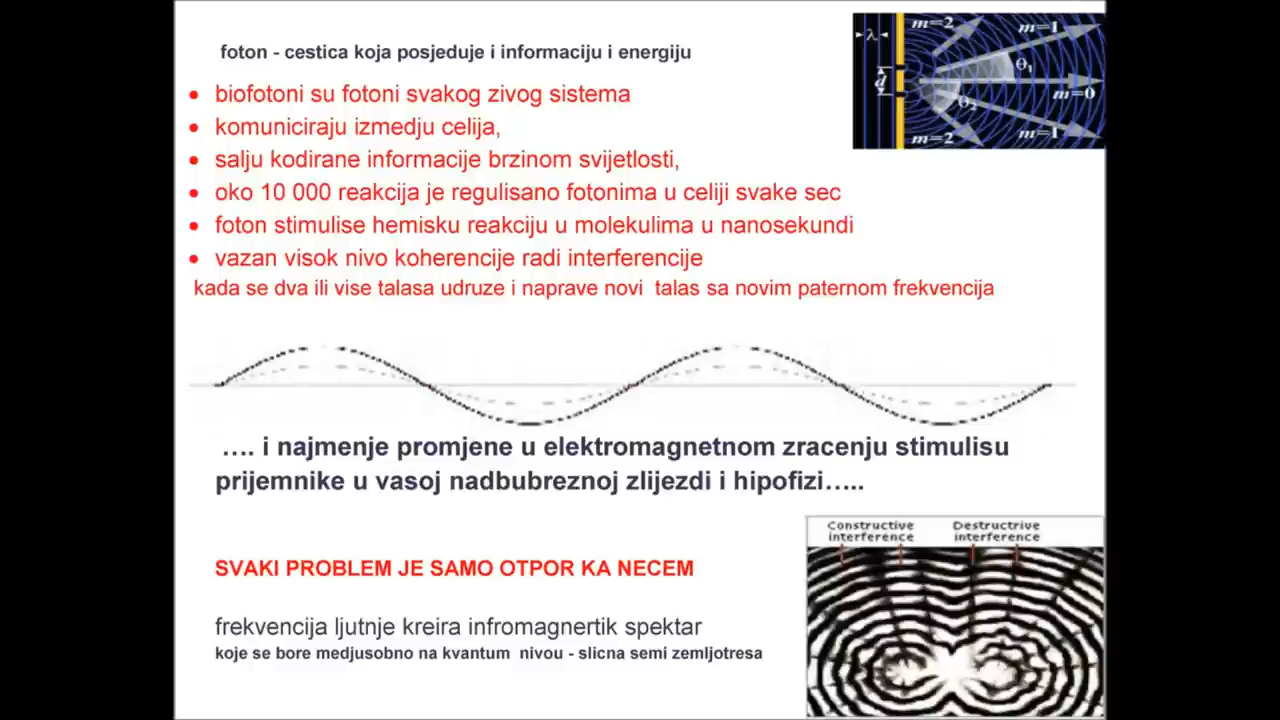 foton - cestica koja posjeduje i informaciju i energiju
m=2
m=1
λ
θ1
d
m=0
θ2
m=2
m=1
• biofotoni su fotoni svakog zivog sistema
• komuniciraju izmedju celija,
• salju kodirane informacije brzinom svijetlosti,
• oko 10 000 reakcija je regulisano fotonima u celiji svake sec
• foton stimulise hemisku reakciju u molekulima u nanosekundi
• vazan visok nivo koherencije radi interferencije
kada se dva ili vise talasa udruze i naprave novi talas sa novim paternom frekvencija
…. i najmenje promjene u elektromagnetnom zracenju stimulisu
prijemnike u vasoj nadbubreznoj zlijezdi i hipofizi…..
Constructive
interference
Destructrive
interference
SVAKI PROBLEM JE SAMO OTPOR KA NECEM
frekvencija ljutnje kreira infromagnertik spektar
koje se bore medjusobno na kvantum nivou - slicna semi zemljotresa